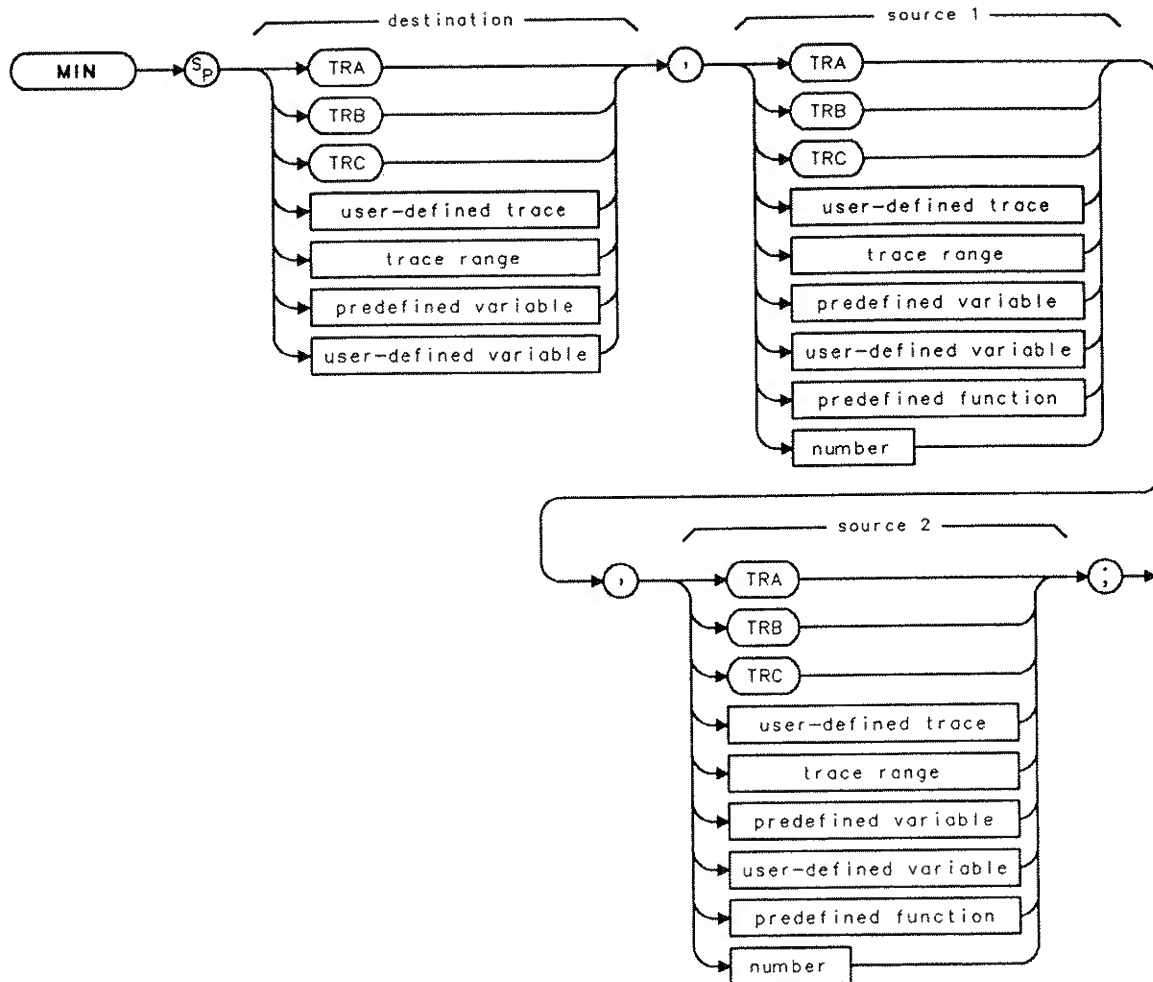 destination
MIN SP TRA ,
TRB
TRC
user-defined trace
trace range
predefined variable
user-defined variable
source 1
TRA
TRB
TRC
user-defined trace
trace range
predefined variable
user-defined variable
predefined function
number
source 2
, TRA ;
TRB
TRC
user-defined trace
trace range
predefined variable
user-defined variable
predefined function
number